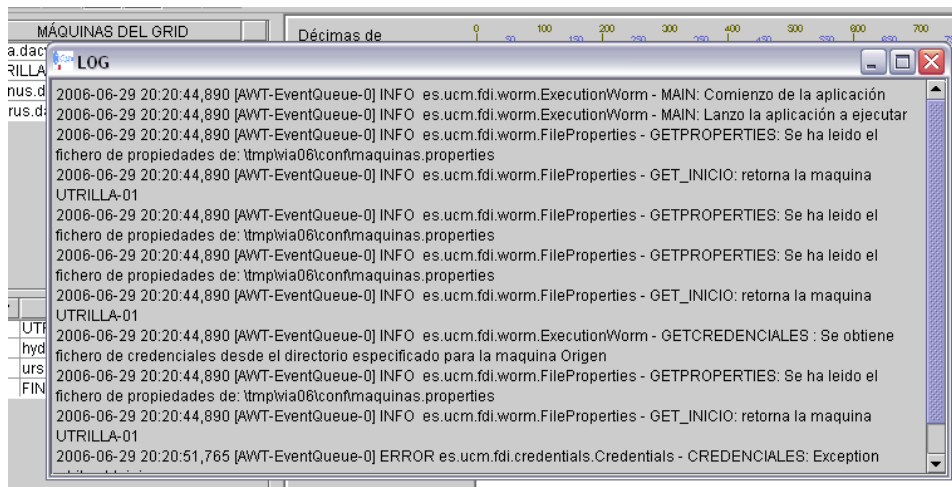 MÁQUINAS DEL GRID
Décimas de
0 100 200 300 400 500 600 700
50 150 250 350 450 550 650
a.dac
RILLA
nus.d
rus.d
LOG
2006-06-29 20:20:44,890 [AWT-EventQueue-0] INFO es.ucm.fdi.worm.ExecutionWorm - MAIN: Comienzo de la aplicación
2006-06-29 20:20:44,890 [AWT-EventQueue-0] INFO es.ucm.fdi.worm.ExecutionWorm - MAIN: Lanzo la aplicación a ejecutar
2006-06-29 20:20:44,890 [AWT-EventQueue-0] INFO es.ucm.fdi.worm.FileProperties - GETPROPERTIES: Se ha leido el
fichero de propiedades de: \tmp\via06\conf\maquinas.properties
2006-06-29 20:20:44,890 [AWT-EventQueue-0] INFO es.ucm.fdi.worm.FileProperties - GET_INICIO: retorna la maquina
UTRILLA-01
2006-06-29 20:20:44,890 [AWT-EventQueue-0] INFO es.ucm.fdi.worm.FileProperties - GETPROPERTIES: Se ha leido el
fichero de propiedades de: \tmp\via06\conf\maquinas.properties
2006-06-29 20:20:44,890 [AWT-EventQueue-0] INFO es.ucm.fdi.worm.FileProperties - GETPROPERTIES: Se ha leido el
fichero de propiedades de: \tmp\via06\conf\maquinas.properties
2006-06-29 20:20:44,890 [AWT-EventQueue-0] INFO es.ucm.fdi.worm.FileProperties - GET_INICIO: retorna la maquina
UTRILLA-01
2006-06-29 20:20:44,890 [AWT-EventQueue-0] INFO es.ucm.fdi.worm.ExecutionWorm - GETCREDENCIALES : Se obtiene
fichero de credenciales desde el directorio especificado para la maquina Origen
2006-06-29 20:20:44,890 [AWT-EventQueue-0] INFO es.ucm.fdi.worm.FileProperties - GETPROPERTIES: Se ha leido el
fichero de propiedades de: \tmp\via06\conf\maquinas.properties
2006-06-29 20:20:44,890 [AWT-EventQueue-0] INFO es.ucm.fdi.worm.FileProperties - GET_INICIO: retorna la maquina
UTRILLA-01
2006-06-29 20:20:51,765 [AWT-EventQueue-0] ERROR es.ucm.fdi.credentials.Credentials - CREDENCIALES: Exception
UTF
hyd
urs
FIN